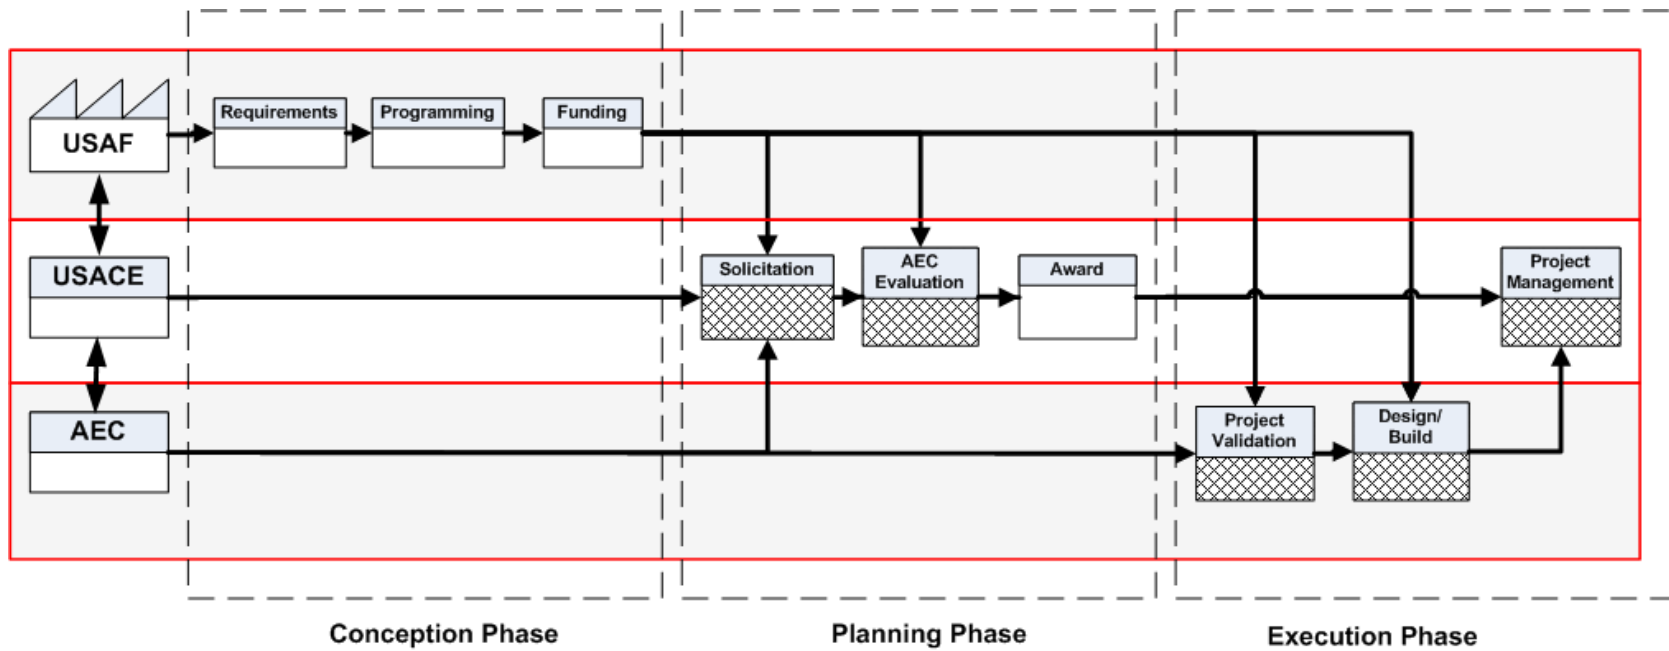 USAF
Requirements
Programming
Funding
USACE
Solicitation
AEC
Evaluation
Award
Project
Management
AEC
Project
Validation
Design/
Build
Conception Phase
Planning Phase
Execution Phase